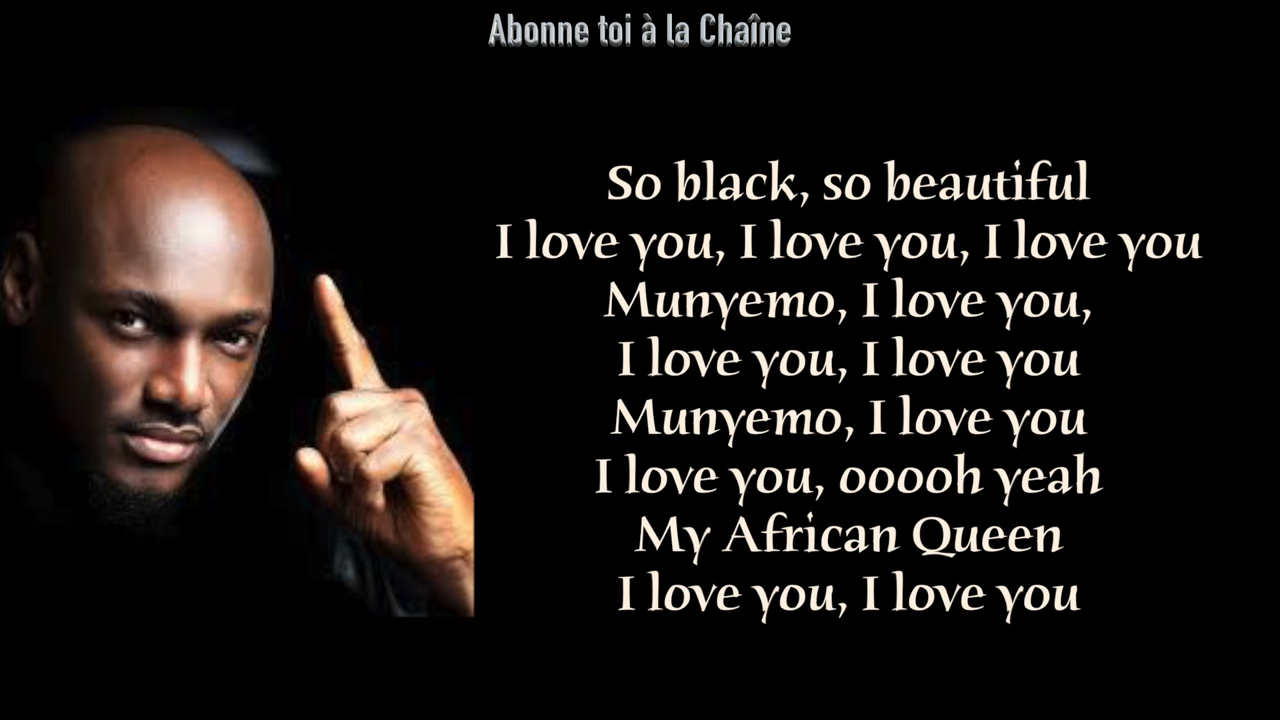 Abonne toi à la Chaîne
So black, so beautiful
I love you, I love you, I love you
Munyemo, I love you,
I love you, I love you
Munyemo, I love you
I love you, ooooh yeah
My African Queen
I love you, I love you